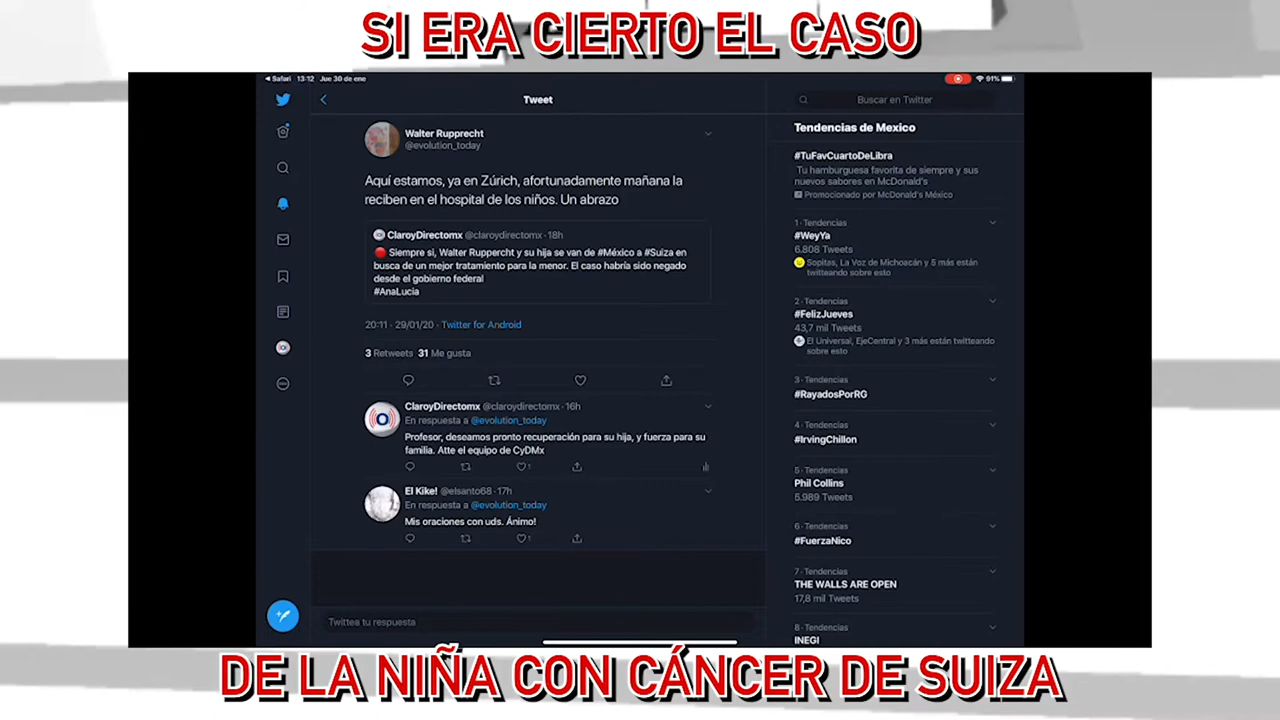 SI ERA CIERTO EL CASO
Safari 13:12 Jue 30 de ene
91%
Tweet
Buscar en Twitter
Walter Rupprecht
@evolution_today
Aquí estamos, ya en Zúrich, afortunadamente mañana la
reciben en el hospital de los niños. Un abrazo
ClaroyDirectomx @claroydirectomx · 18h
Siempre si, Walter Ruppercht y su hija se van de #México a #Suiza en
busca de un mejor tratamiento para la menor. El caso habría sido negado
desde el gobierno federal
#AnaLucia
20:11 · 29/01/20 · Twitter for Android
3 Retweets 31 Me gusta
ClaroyDirectomx @claroydirectomx · 16h
En respuesta a @evolution_today
Profesor, deseamos pronto recuperación para su hija, y fuerza para su
familia. Atte el equipo de CyDMx
1
El Kike! @elsanto68 · 17h
En respuesta a @evolution_today
Mis oraciones con uds. Ánimo!
1
Twittea tu respuesta
Tendencias de Mexico
#TuFavCuartoDeLibra
Tu hamburguesa favorita de siempre y sus
nuevos sabores en McDonald's
Promocionado por McDonald's México
1 · Tendencias
#WeyYa
6.808 Tweets
Sopitas, La Voz de Michoacán y 5 más están
twitteando sobre esto
2 · Tendencias
#FelizJueves
43,7 mil Tweets
El Universal, EjeCentral y 3 más están twitteando
sobre esto
3 · Tendencias
#RayadosPorRG
4 · Tendencias
#IrvingChillon
5 · Tendencias
Phil Collins
5.989 Tweets
6 · Tendencias
#FuerzaNico
7 · Tendencias
THE WALLS ARE OPEN
17,8 mil Tweets
8 · Tendencias
INEGI
DE LA NIÑA CON CÁNCER DE SUIZA